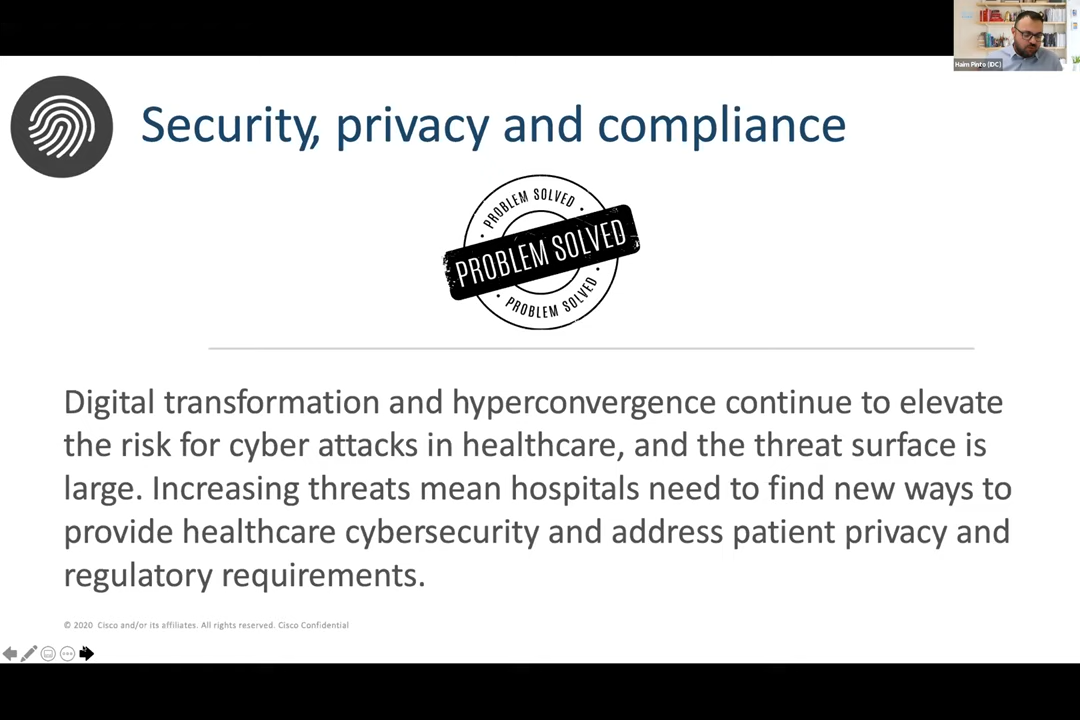 Haim Pinto (IDC)
Security, privacy and compliance
• PROBLEM SOLVED •
PROBLEM SOLVED
• PROBLEM SOLVED •
Digital transformation and hyperconvergence continue to elevate
the risk for cyber attacks in healthcare, and the threat surface is
large. Increasing threats mean hospitals need to find new ways to
provide healthcare cybersecurity and address patient privacy and
regulatory requirements.
© 2020 Cisco and/or its affiliates. All rights reserved. Cisco Confidential